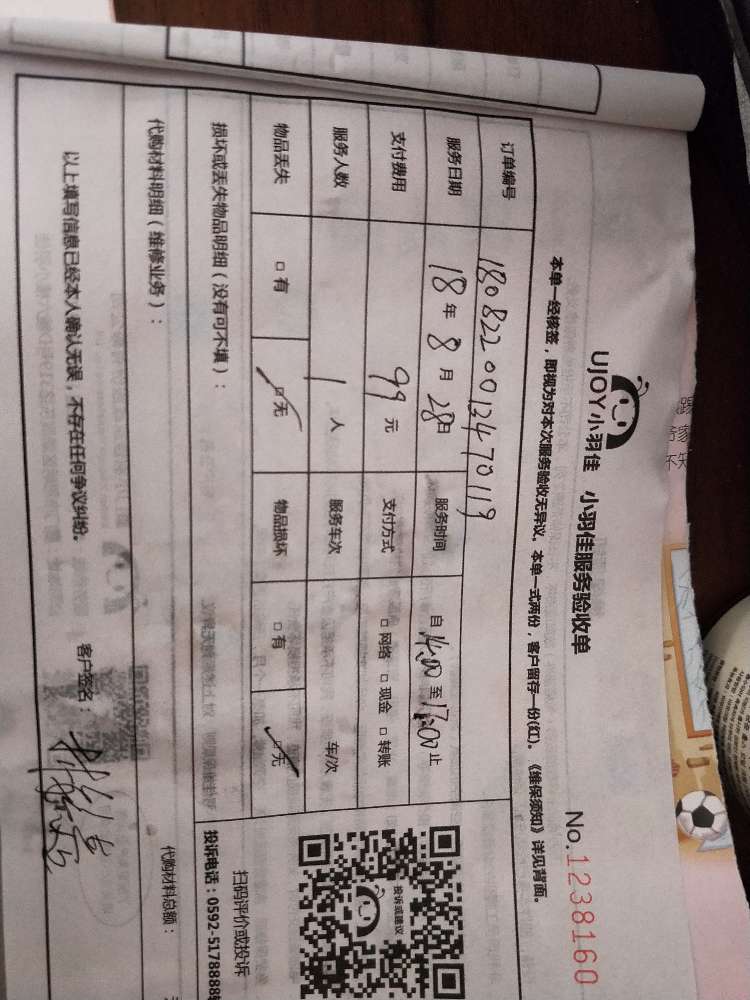 UJOY小羽佳 小羽佳服务验收单
No.1238160
本单一经核签，即视为对本次服务验收无异议。本单一式两份，客户留存一份(红)。《维保须知》详见背面。
订单编号 180822001247 0119
服务日期 18年8月28日 服务时间 自14:00至17:00止
支付费用 99元 支付方式 □网络 □现金 □转账
服务人数 1人 服务车次 车/次
物品丢失 □有 □无 物品损坏 □有 □无
损坏或丢失物品明细（没有可不填）：
投诉或建议
扫码评价或投诉
投诉电话：0592-5178888
代购材料明细（维修业务）：
代购材料总额：
以上填写信息已经本人确认无误，不存在任何争议纠纷。 客户签名：